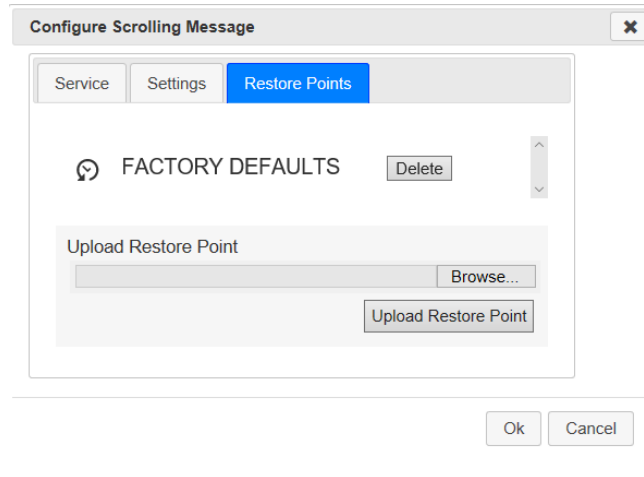 Configure Scrolling Message
Service Settings Restore Points
FACTORY DEFAULTS Delete
Upload Restore Point
Browse...
Upload Restore Point
Ok Cancel